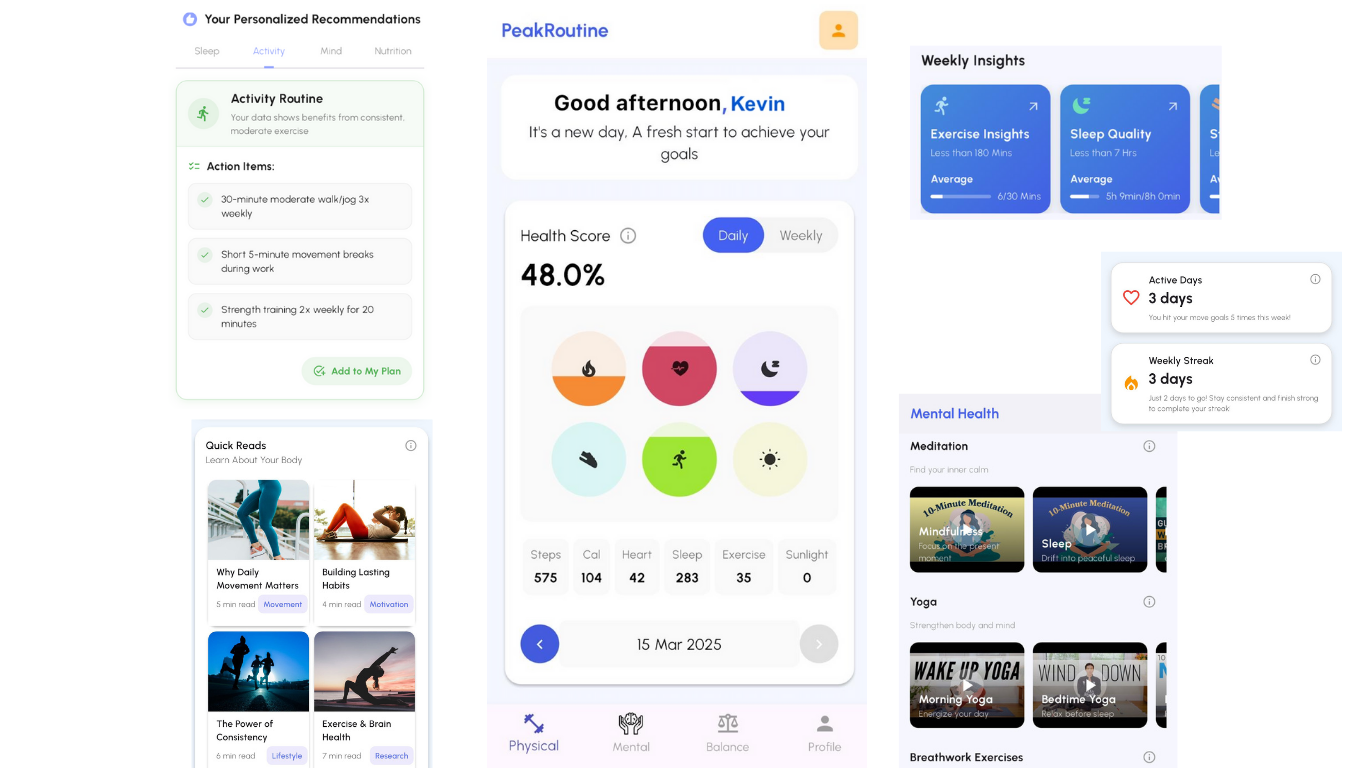 Your Personalized Recommendations
Sleep
Activity
Mind
Nutrition
Activity Routine
Your data shows benefits from consistent,
moderate exercise
Action Items:
30-minute moderate walk/jog 3x
weekly
Short 5-minute movement breaks
during work
Strength training 2x weekly for 20
minutes
Add to My Plan
Quick Reads
Learn About Your Body
Why Daily
Movement Matters
5 min read
Movement
Building Lasting
Habits
4 min read
Motivation
The Power of
Consistency
6 min read
Lifestyle
Exercise & Brain
Health
7 min read
Research
PeakRoutine
Good afternoon, Kevin
It's a new day, A fresh start to achieve your
goals
Health Score
Daily
Weekly
48.0%
Steps
575
Cal
104
Heart
42
Sleep
283
Exercise
35
Sunlight
0
15 Mar 2025
Physical
Mental
Balance
Profile
Weekly Insights
Exercise Insights
Less than 180 Mins
Average
6/30 Mins
Sleep Quality
Less than 7 Hrs
Average
5h 9min/8h 0min
Active Days
3 days
You hit your move goals 5 times this week!
Weekly Streak
3 days
Just 2 days to go! Stay consistent and finish strong
to complete your streak!
Mental Health
Meditation
Find your inner calm
10-Minute Meditation
Mindfulness
Focus on the present
moment
10-Minute Meditation
Sleep
Drift into peaceful sleep
Yoga
Strengthen body and mind
WAKE UP YOGA
Morning Yoga
Energize your day
WIND DOWN
Bedtime Yoga
Relax before sleep
10
Breathwork Exercises